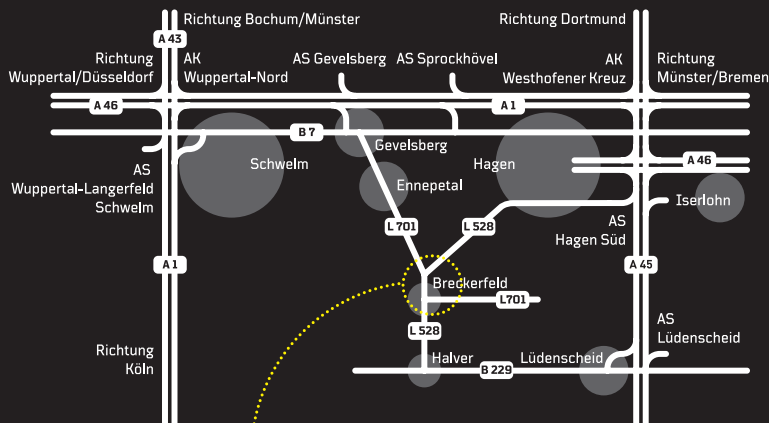 Richtung Bochum/Münster
Richtung Dortmund
A 43
Richtung
Wuppertal/Düsseldorf
AK
Wuppertal-Nord
AS Gevelsberg
AS Sprockhövel
AK
Westhofener Kreuz
Richtung
Münster/Bremen
A 46
A 1
B 7
Gevelsberg
Schwelm
Hagen
A 46
AS
Wuppertal-Langerfeld
Schwelm
Ennepetal
Iserlohn
L 701
L 528
AS
Hagen Süd
A 1
A 45
Breckerfeld
L701
L 528
AS
Lüdenscheid
Richtung
Köln
Halver
Lüdenscheid
B 229